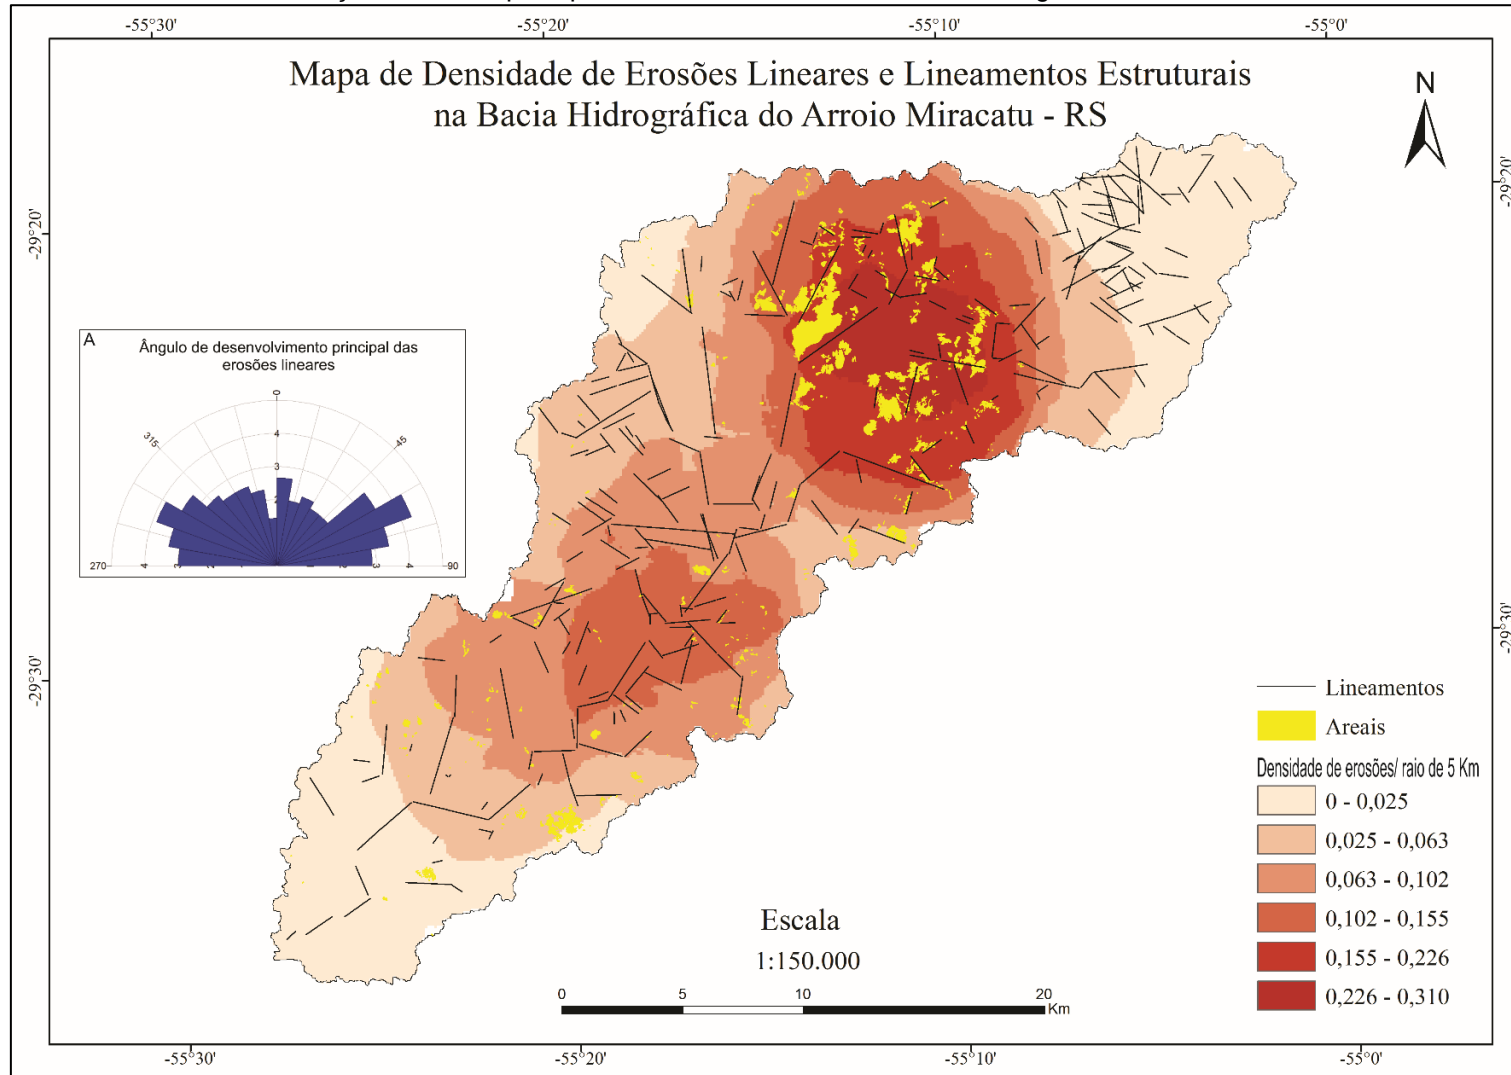 -55°30' -55°20' -55°10' -55°0'
Mapa de Densidade de Erosões Lineares e Lineamentos Estruturais
na Bacia Hidrográfica do Arroio Miracatu - RS
N
-29°20'
-29°20'
A
Ângulo de desenvolvimento principal das
erosões lineares
0
315
45
4
3
2
270
4
3
4
90
-29°30'
-29°30'
Lineamentos
Areais
Densidade de erosões/ raio de 5 Km
0 - 0,025
0,025 - 0,063
0,063 - 0,102
0,102 - 0,155
0,155 - 0,226
0,226 - 0,310
Escala
1:150.000
0 5 10 20
Km
-55°30' -55°20' -55°10' -55°0'